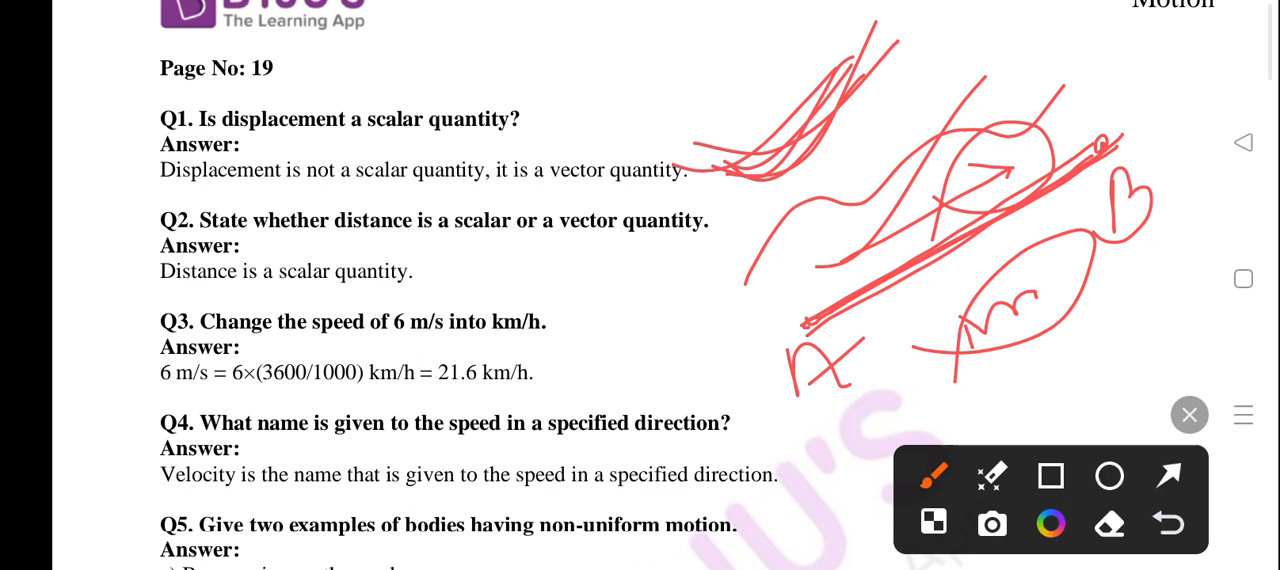 The Learning App
Motion
Page No: 19
Q1. Is displacement a scalar quantity?
Answer:
Displacement is not a scalar quantity, it is a vector quantity.
Q2. State whether distance is a scalar or a vector quantity.
Answer:
Distance is a scalar quantity.
Q3. Change the speed of 6 m/s into km/h.
Answer:
6 m/s = 6×(3600/1000) km/h = 21.6 km/h.
Q4. What name is given to the speed in a specified direction?
Answer:
Velocity is the name that is given to the speed in a specified direction.
Q5. Give two examples of bodies having non-uniform motion.
Answer:
A
B